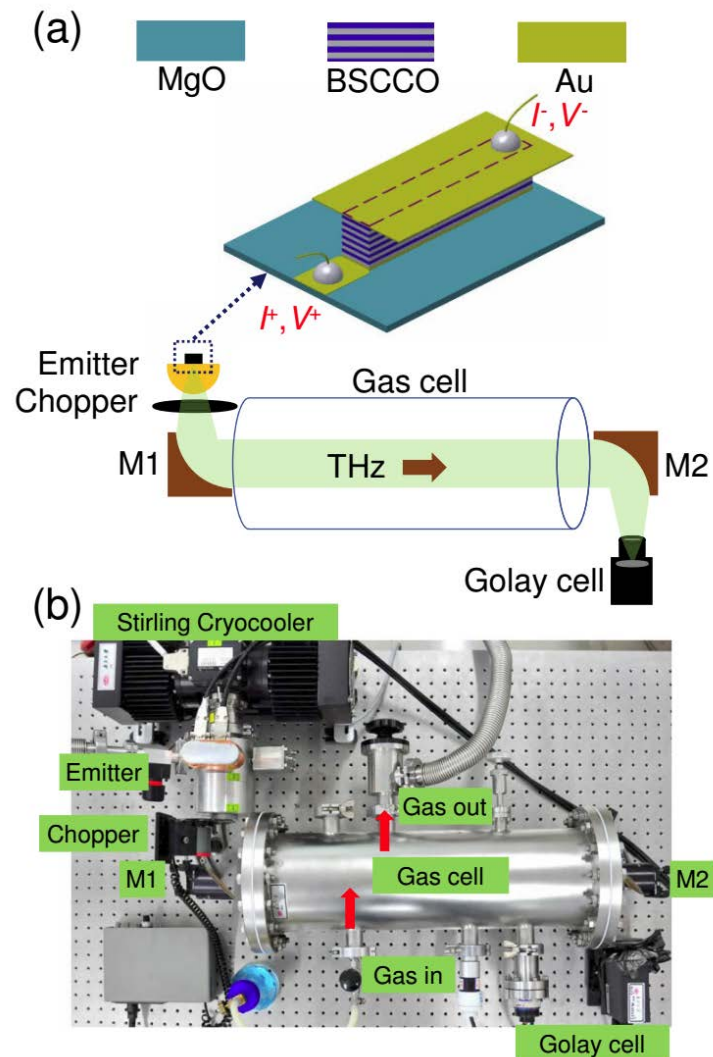 (a)
MgO
BSCCO
Au
I-, V-
I+, V+
Emitter
Chopper
Gas cell
M1
THz
M2
Golay cell
(b)
Stirling Cryocooler
Emitter
Gas out
Chopper
M1
Gas cell
M2
Gas in
Golay cell